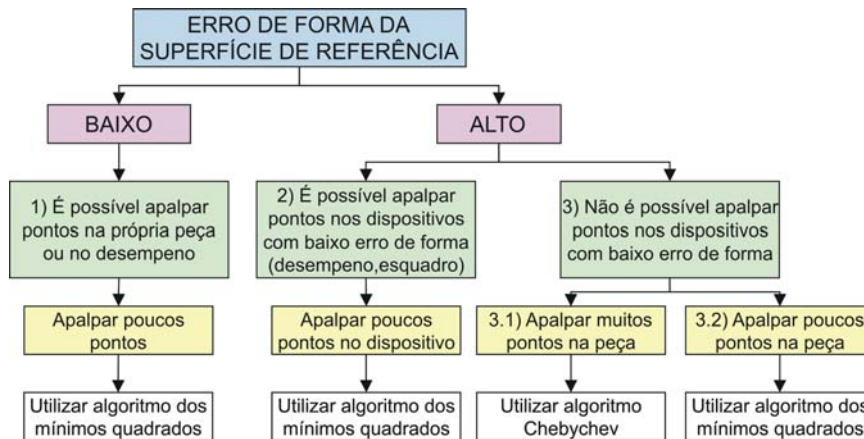 ERRO DE FORMA DA
SUPERFÍCIE DE REFERÊNCIA
BAIXO
ALTO
1) É possível apalpar
pontos na própria peça
ou no desempeno
2) É possível apalpar
pontos nos dispositivos
com baixo erro de forma
(desempeno,esquadro)
3) Não é possível apalpar
pontos nos dispositivos
com baixo erro de forma
Apalpar poucos
pontos
Apalpar poucos
pontos no dispositivo
3.1) Apalpar muitos
pontos na peça
3.2) Apalpar poucos
pontos na peça
Utilizar algoritmo dos
mínimos quadrados
Utilizar algoritmo dos
mínimos quadrados
Utilizar algoritmo
Chebychev
Utilizar algoritmo dos
mínimos quadrados